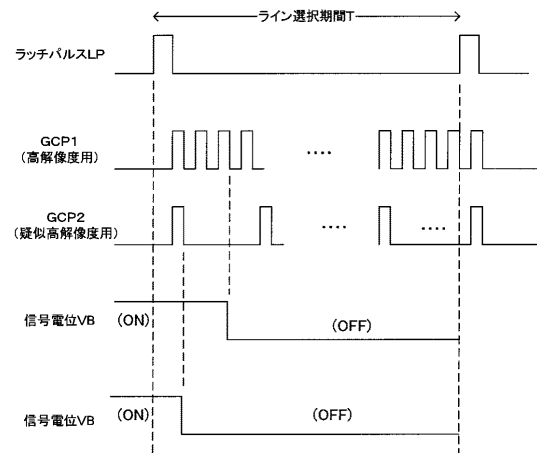 ライン選択期間T
ラッチパルスLP
GCP1
(高解像度用)
‥‥
GCP2
(疑似高解像度用)
‥‥ ‥‥
信号電位VB (ON) (OFF)
信号電位VB (ON) (OFF)